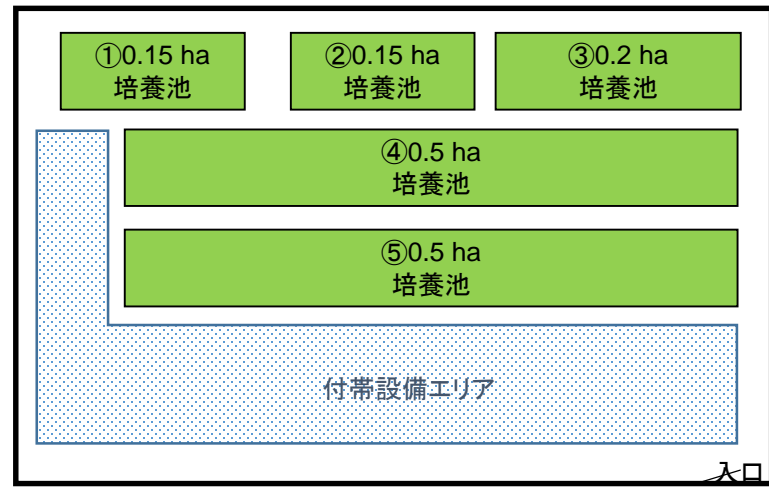 ①0.15 ha
培養池
②0.15 ha
培養池
③0.2 ha
培養池
④0.5 ha
培養池
⑤0.5 ha
培養池
付帯設備エリア
入口